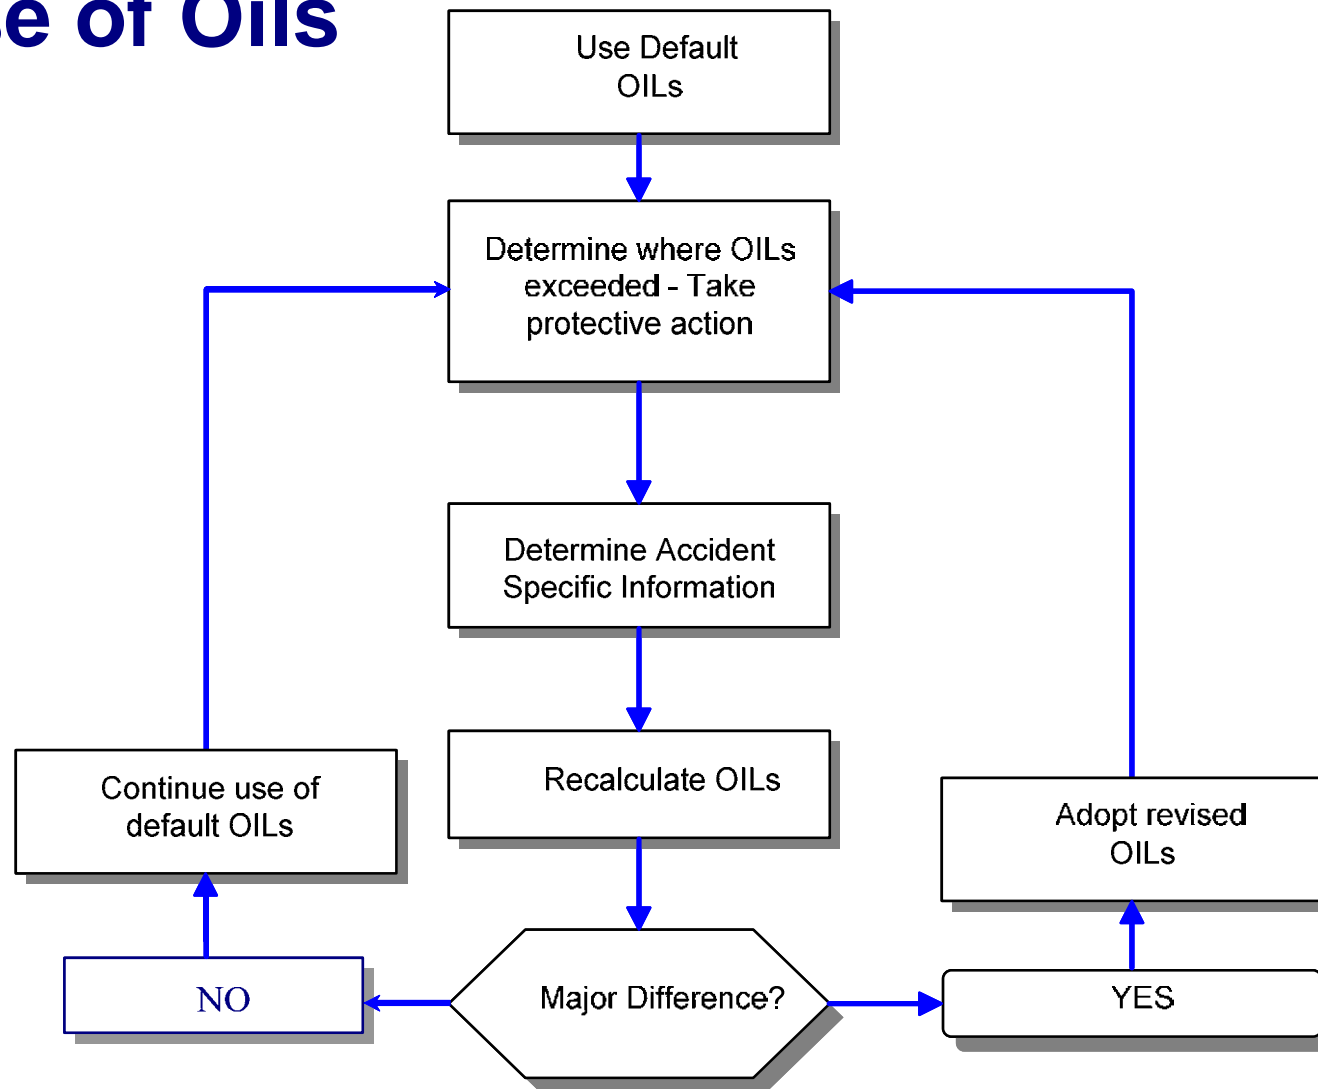 se of Oils
Use Default
OILs
Determine where OILs
exceeded - Take
protective action
Determine Accident
Specific Information
Recalculate OILs
Continue use of
default OILs
Adopt revised
OILs
NO
Major Difference?
YES